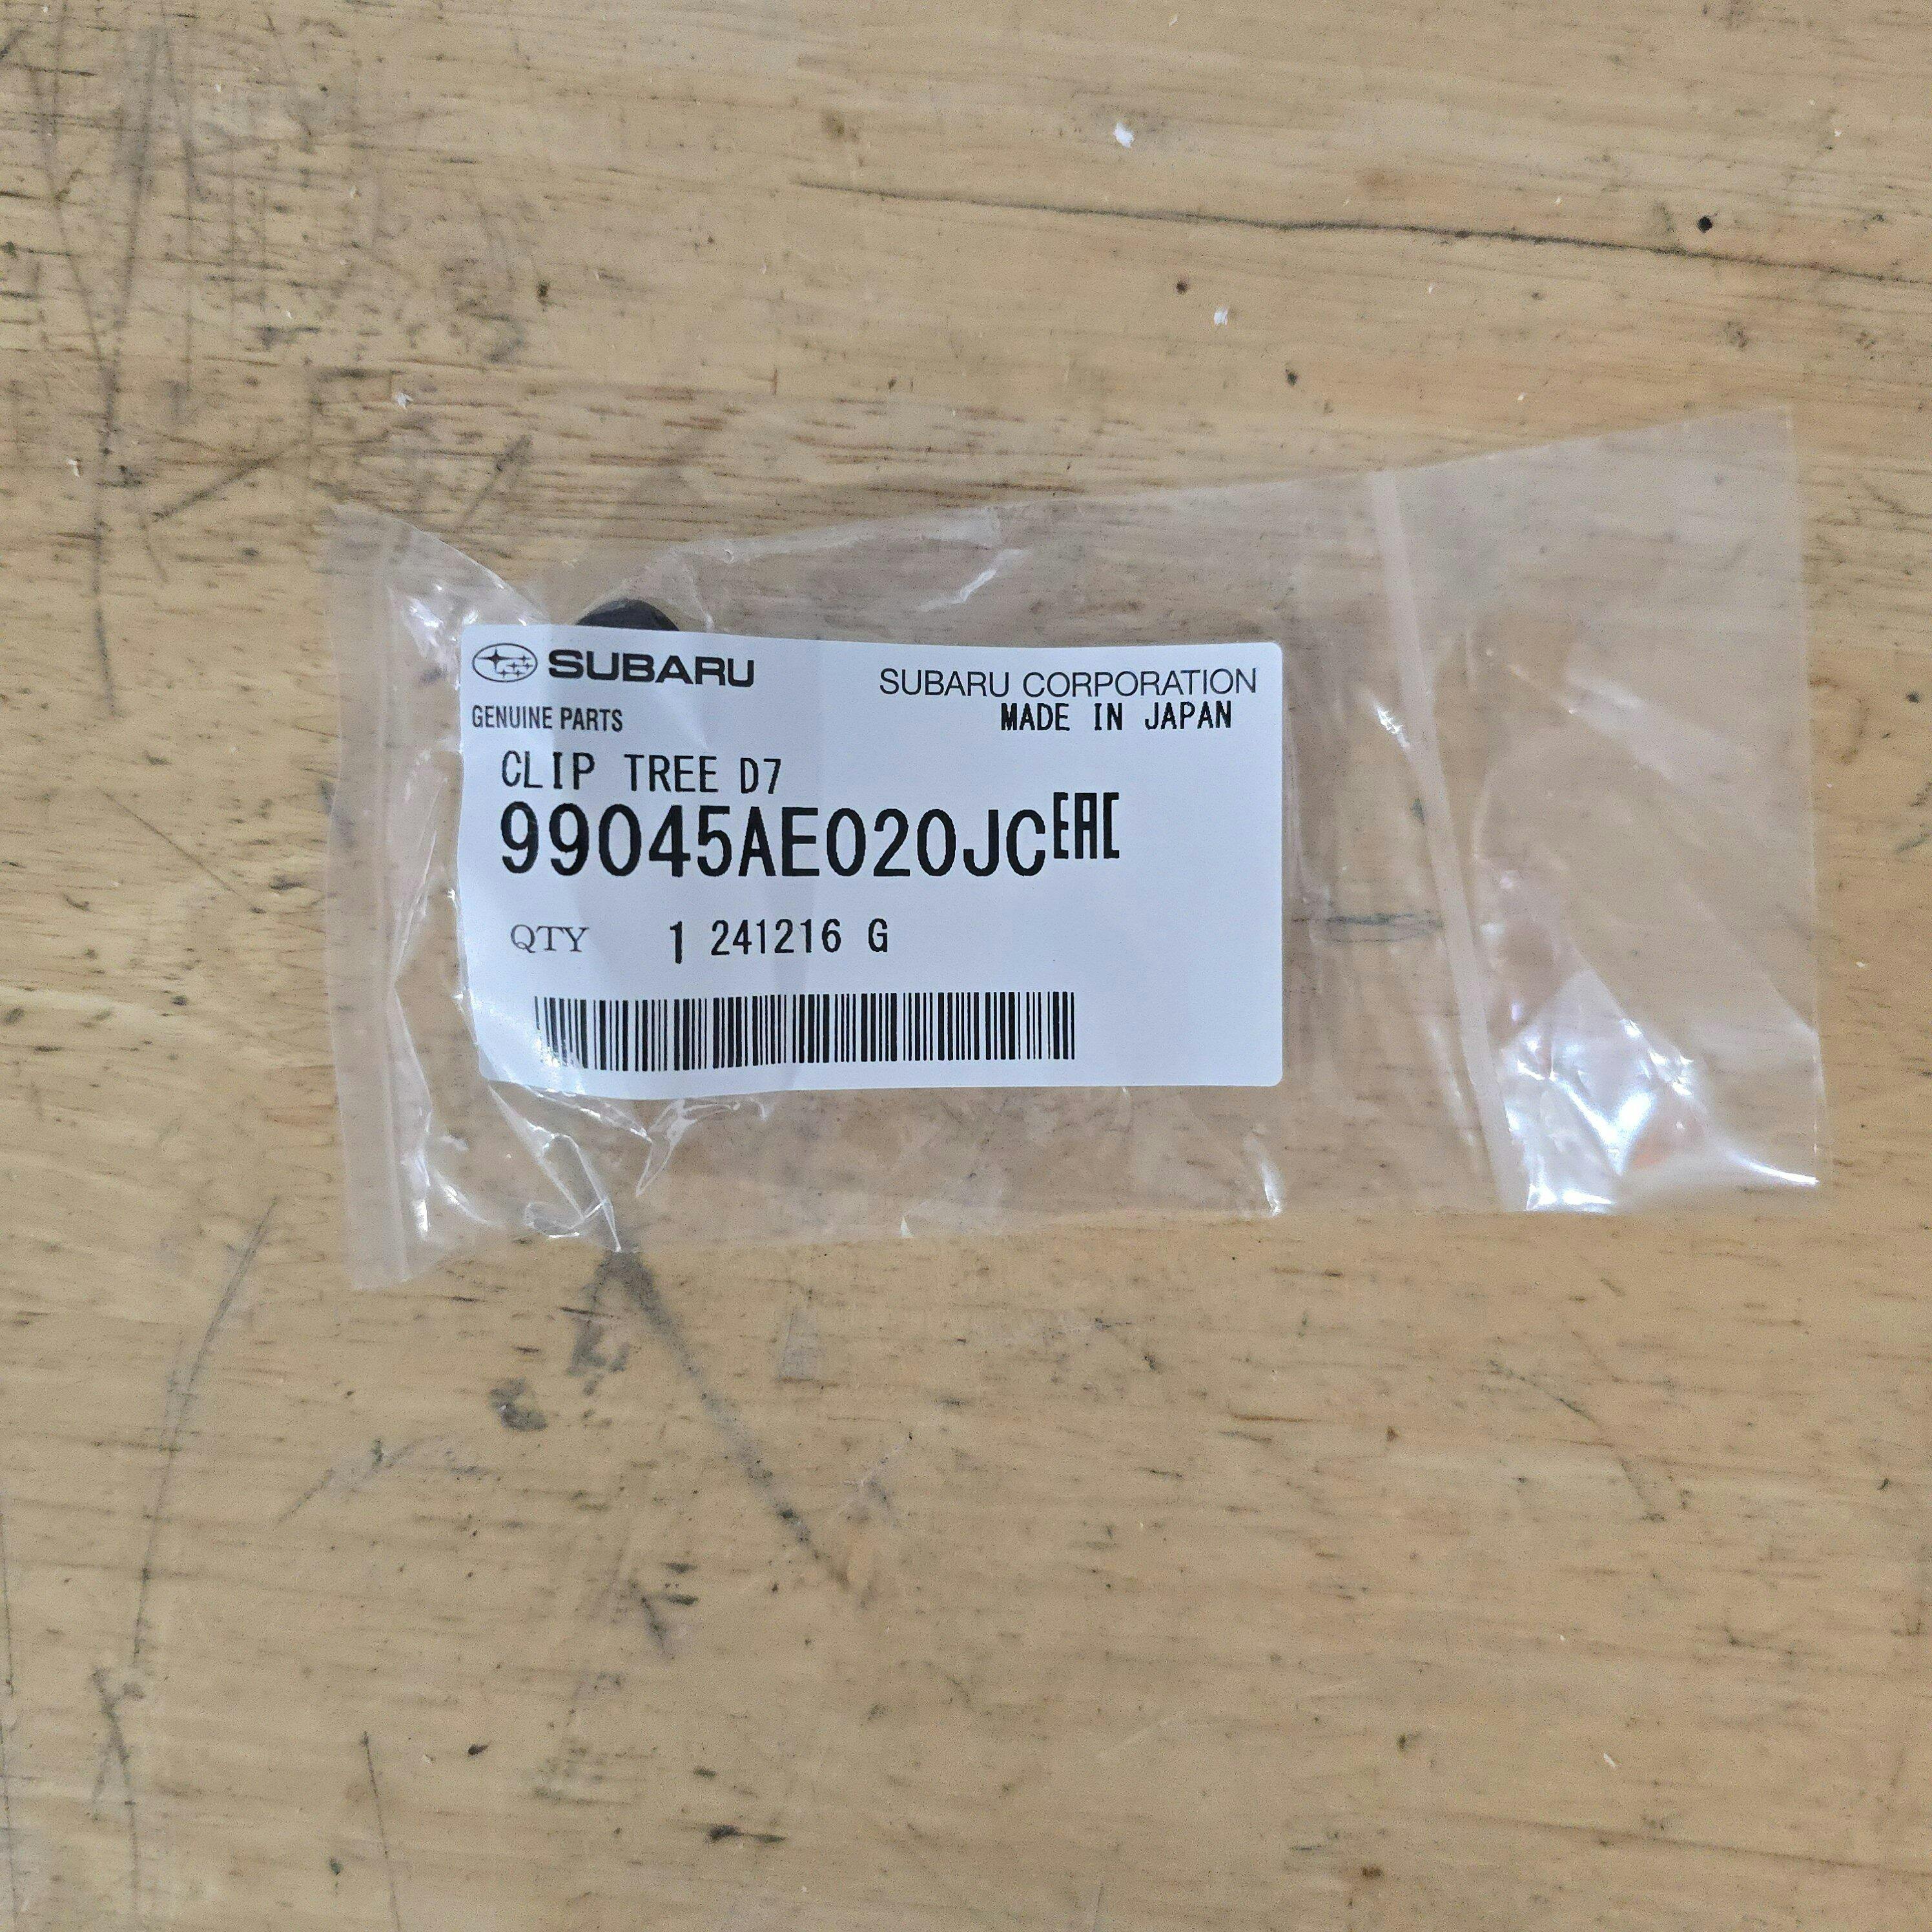 SUBARU
SUBARU CORPORATION
GENUINE PARTS
MADE IN JAPAN
CLIP TREE D7
99045AE020JC EAC
QTY 1 241216 G